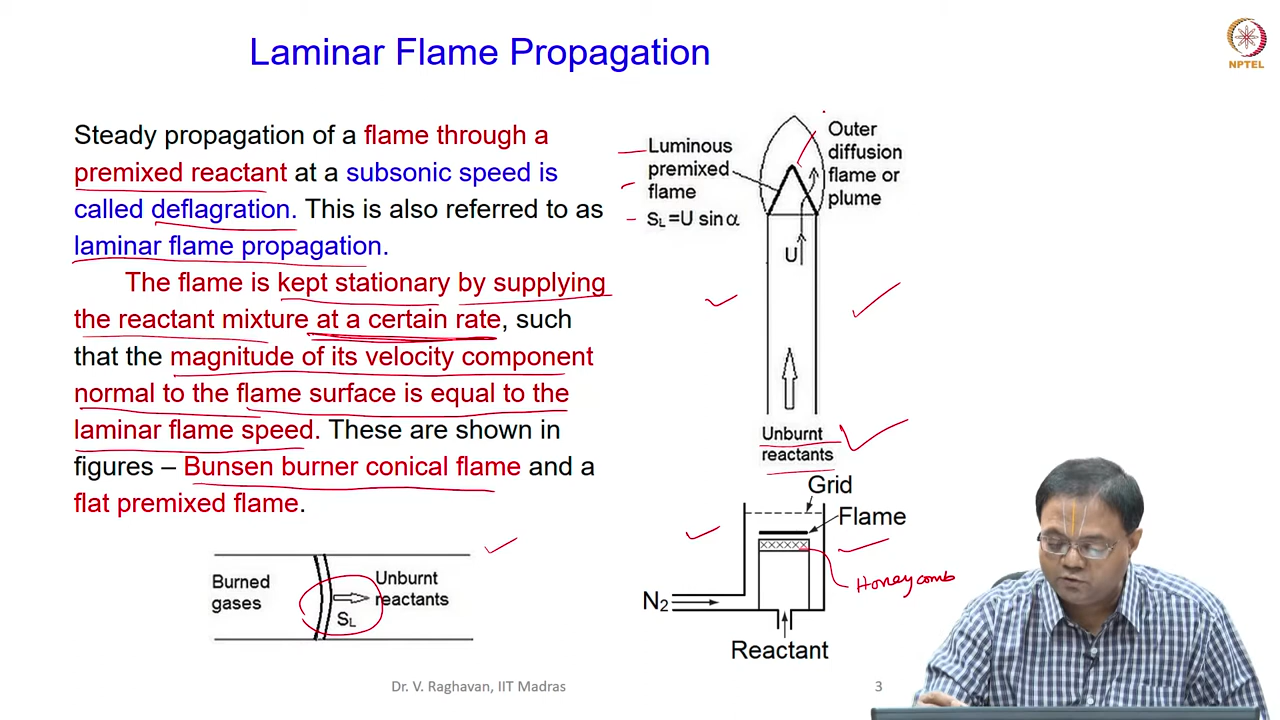 Laminar Flame Propagation
NPTEL
Steady propagation of a flame through a
premixed reactant at a subsonic speed is
called deflagration. This is also referred to as
laminar flame propagation.
The flame is kept stationary by supplying
the reactant mixture at a certain rate, such
that the magnitude of its velocity component
normal to the flame surface is equal to the
laminar flame speed. These are shown in
figures – Bunsen burner conical flame and a
flat premixed flame.
Burned
gases
Unburnt
reactants
SL
Luminous
premixed
flame
SL =U sinα
Outer
diffusion
flame or
plume
U
Unburnt
reactants
Grid
Flame
Honeycomb
N2
Reactant
Dr. V. Raghavan, IIT Madras
3